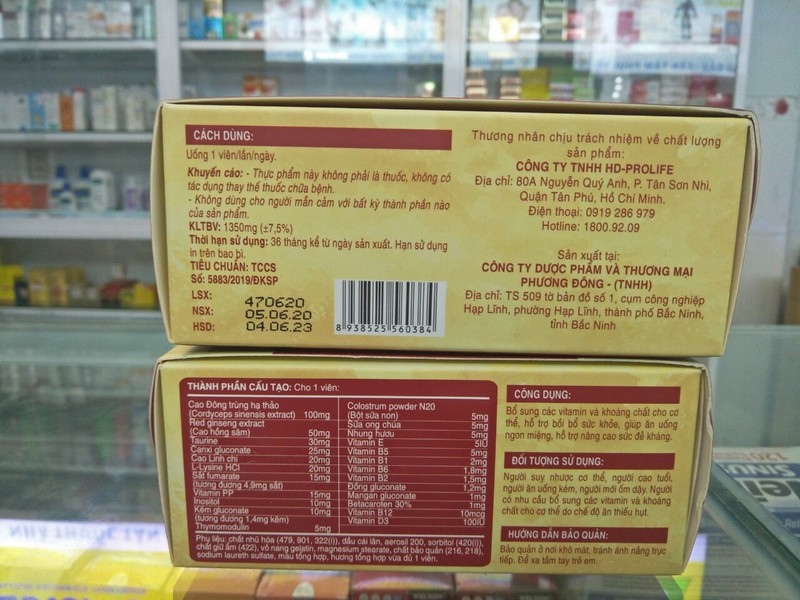 CÁCH DÙNG:
Uống 1 viên/lần/ngày.
Khuyến cáo: - Thực phẩm này không phải là thuốc, không có
tác dụng thay thế thuốc chữa bệnh.
- Không dùng cho người mẫn cảm với bất kỳ thành phần nào
của sản phẩm.
KLTBV: 1350mg (±7,5%)
Thời hạn sử dụng: 36 tháng kể từ ngày sản xuất. Hạn sử dụng
in trên bao bì.
TIÊU CHUẨN: TCCS
Số: 5883/2019/ĐKSP
LSX: 470620
NSX: 05.06.20
HSD: 04.06.23
8 938525 560384
Thương nhân chịu trách nhiệm về chất lượng
sản phẩm:
CÔNG TY TNHH HD-PROLIFE
Địa chỉ: 80A Nguyễn Quý Anh, P. Tân Sơn Nhì,
Quận Tân Phú, Hồ Chí Minh.
Điện thoại: 0919 286 979
Hotline: 1800.92.09
Sản xuất tại:
CÔNG TY DƯỢC PHẨM VÀ THƯƠNG MẠI
PHƯƠNG ĐÔNG - (TNHH)
Địa chỉ: TS 509 tờ bản đồ số 1, cụm công nghiệp
Hạp Lĩnh, phường Hạp Lĩnh, thành phố Bắc Ninh,
tỉnh Bắc Ninh
THÀNH PHẦN CẤU TẠO: Cho 1 viên:
Cao Đông trùng hạ thảo
(Cordyceps sinensis extract) 100mg
Red ginseng extract
(Cao hồng sâm) 50mg
Taurine 30mg
Canxi gluconate 25mg
Cao Linh chi 20mg
L-Lysine HCl 20mg
Sắt fumarate 15mg
(tương đương 4,9mg sắt)
Vitamin PP 15mg
Inositol 10mg
Kẽm gluconate 10mg
(tương đương 1,4mg kẽm)
Thymomodulin 5mg
Colostrum powder N20
(Bột sữa non) 5mg
Sữa ong chúa 5mg
Nhung hươu 5mg
Vitamin E 5IU
Vitamin B5 5mg
Vitamin B1 2mg
Vitamin B6 1,8mg
Vitamin B2 1,5mg
Đồng gluconate 1,2mg
Mangan gluconate 1mg
Betacaroten 30% 1mg
Vitamin B12 10mcg
Vitamin D3 100IU
Phụ liệu: chất nhũ hóa (479, 901, 322(i)), dầu cải lân, aerosil 200, sorbitol (420(i)),
chất giữ ẩm (422), vỏ nang gelatin, magnesium stearate, chất bảo quản (216, 218),
sodium laureth sulfate, màu tổng hợp, hương tổng hợp vừa đủ 1 viên.
CÔNG DỤNG:
Bổ sung các vitamin và khoáng chất cho cơ
thể, hỗ trợ bồi bổ sức khỏe, giúp ăn uống
ngon miệng, hỗ trợ nâng cao sức đề kháng.
ĐỐI TƯỢNG SỬ DỤNG:
Người suy nhược cơ thể, người cao tuổi,
người ăn uống kém, người mới ốm dậy. Người
có nhu cầu bổ sung các vitamin và khoáng
chất cho cơ thể do chế độ ăn thiếu hụt.
HƯỚNG DẪN BẢO QUẢN:
Bảo quản ở nơi khô mát, tránh ánh nắng trực
tiếp. Để xa tầm tay trẻ em.
120
SINU